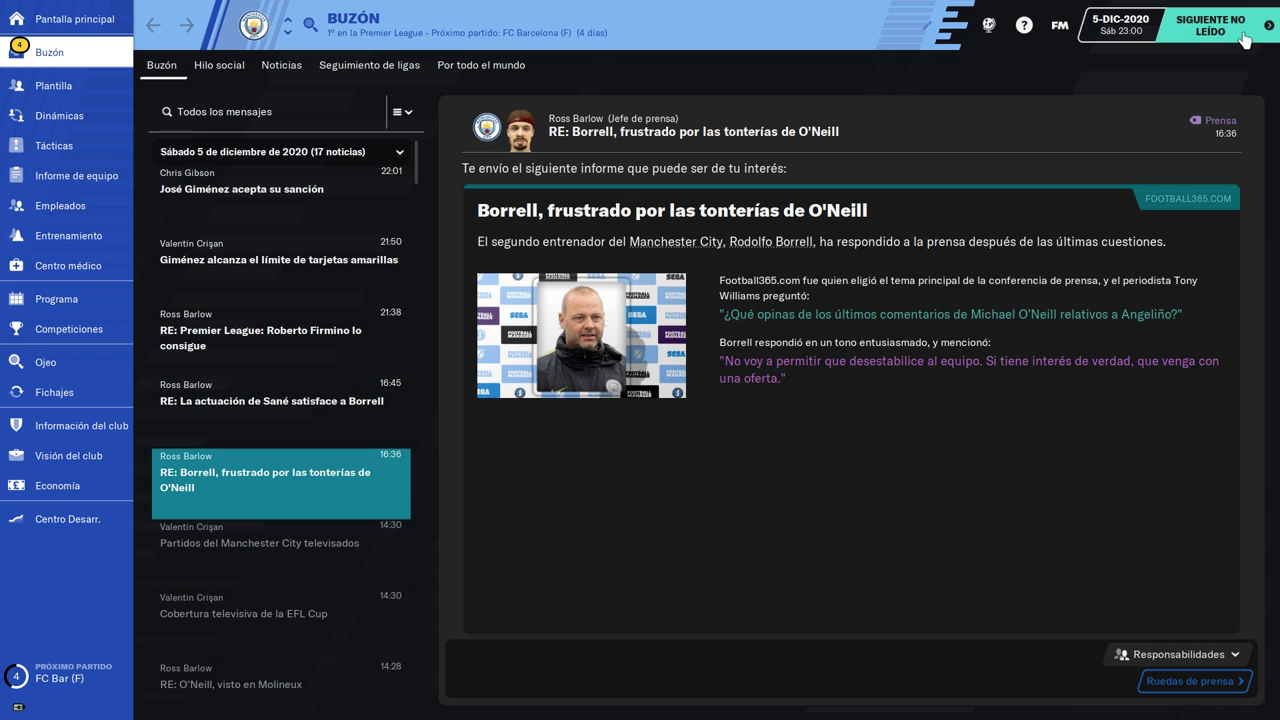 Pantalla principal
4
Buzón
Plantilla
Dinámicas
Tácticas
Informe de equipo
Empleados
Entrenamiento
Centro médico
Programa
Competiciones
Ojeo
Fichajes
Información del club
Visión del club
Economía
Centro Desarr.
4
PRÓXIMO PARTIDO
FC Bar (F)
BUZÓN
1º en la Premier League - Próximo partido: FC Barcelona (F) (4 días)
?
FM
5-DIC-2020
Sáb 23:00
SIGUIENTE NO
LEÍDO
Buzón Hilo social Noticias Seguimiento de ligas Por todo el mundo
Todos los mensajes
Sábado 5 de diciembre de 2020 (17 noticias)
Chris Gibson 22:01
José Giménez acepta su sanción
Valentin Crişan 21:50
Giménez alcanza el límite de tarjetas amarillas
Ross Barlow 21:38
RE: Premier League: Roberto Firmino lo
consigue
Ross Barlow 16:45
RE: La actuación de Sané satisface a Borrell
Ross Barlow 16:36
RE: Borrell, frustrado por las tonterías de
O'Neill
Valentin Crişan 14:30
Partidos del Manchester City televisados
Valentin Crişan 14:30
Cobertura televisiva de la EFL Cup
Ross Barlow 14:28
RE: O'Neill, visto en Molineux
Ross Barlow (Jefe de prensa)
RE: Borrell, frustrado por las tonterías de O'Neill
Prensa
16:36
Te envío el siguiente informe que puede ser de tu interés:
FOOTBALL365.COM
Borrell, frustrado por las tonterías de O'Neill
El segundo entrenador del Manchester City, Rodolfo Borrell, ha respondido a la prensa después de las últimas cuestiones.
Football365.com fue quien eligió el tema principal de la conferencia de prensa, y el periodista Tony
Williams preguntó:
"¿Qué opinas de los últimos comentarios de Michael O'Neill relativos a Angeliño?"
Borrell respondió en un tono entusiasmado, y mencionó:
"No voy a permitir que desestabilice al equipo. Si tiene interés de verdad, que venga con
una oferta."
SEGA
Responsabilidades
Ruedas de prensa